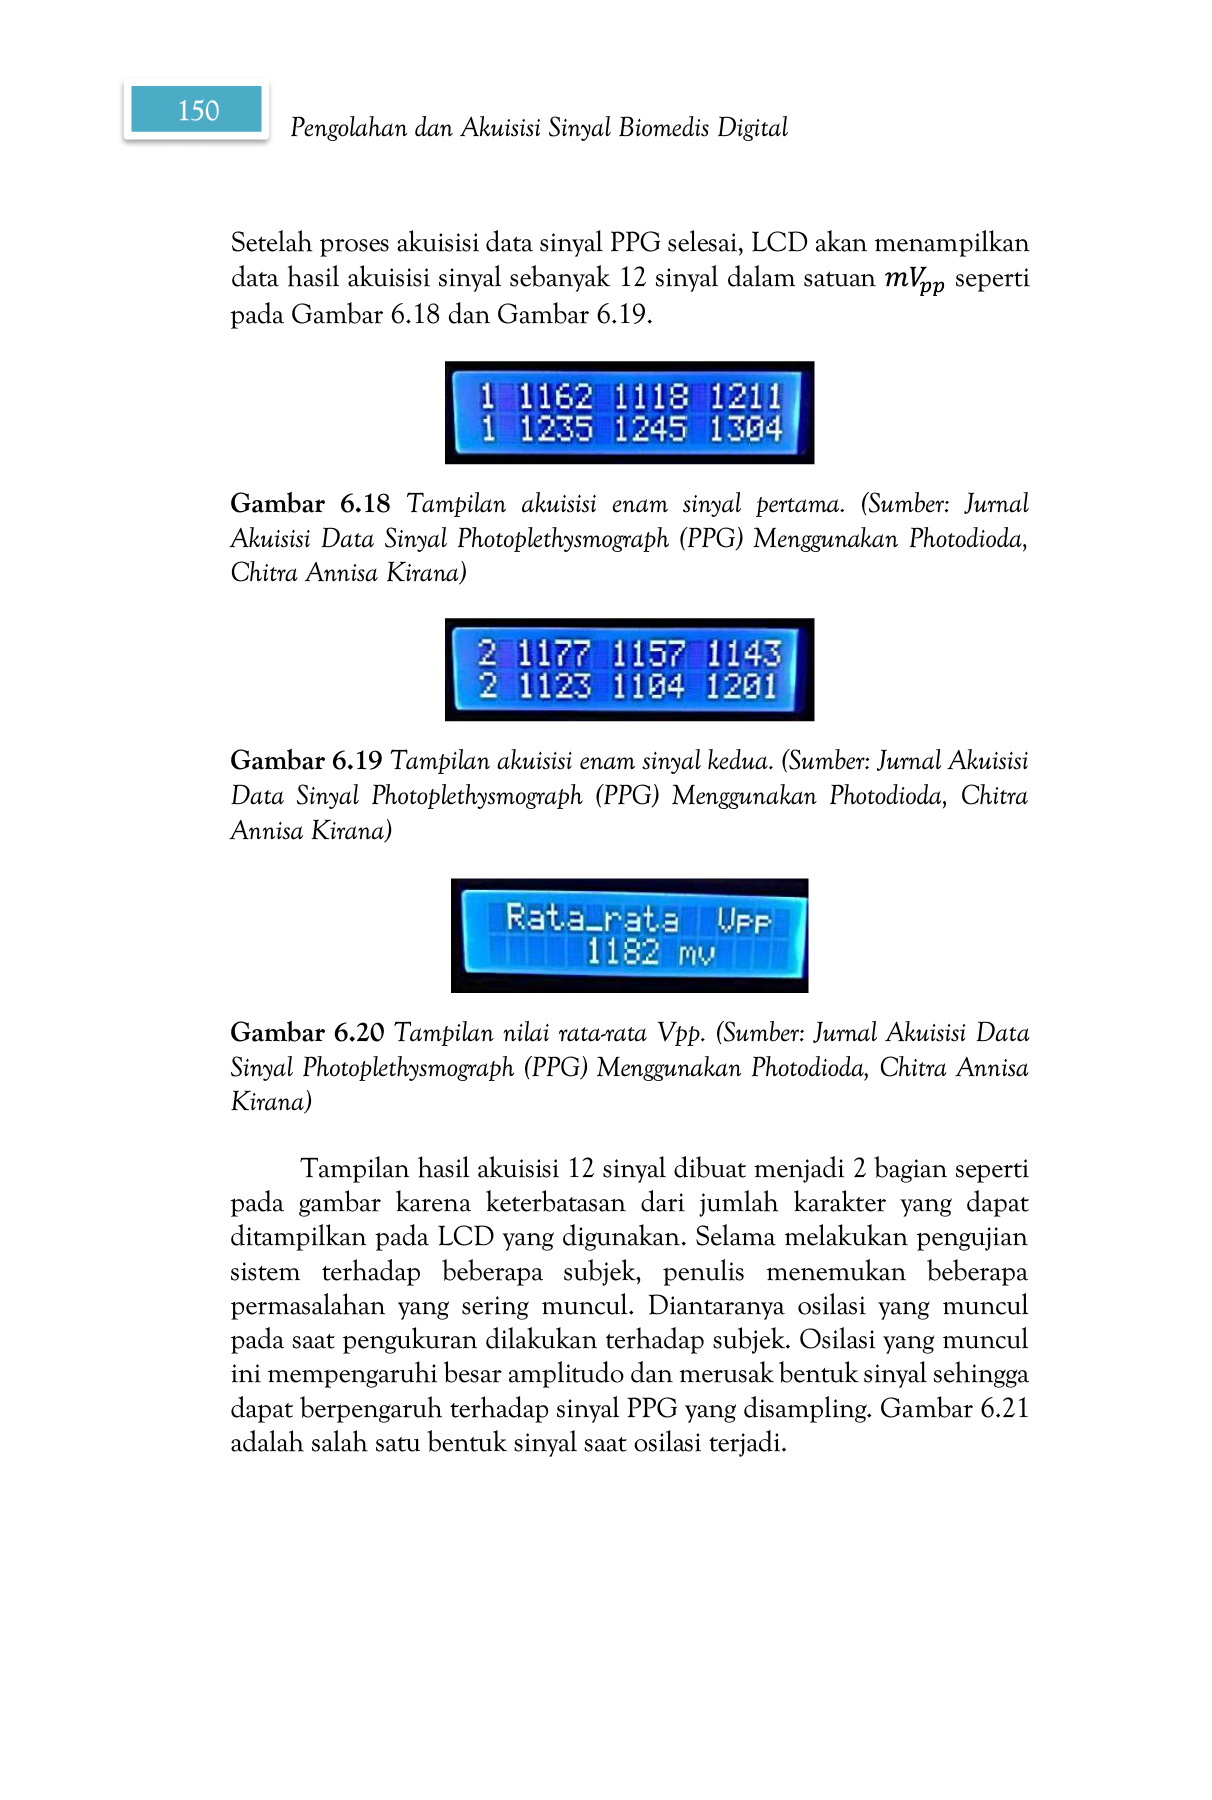 150
Pengolahan dan Akuisisi Sinyal Biomedis Digital
Setelah proses akuisisi data sinyal PPG selesai, LCD akan menampilkan
data hasil akuisisi sinyal sebanyak 12 sinyal dalam satuan mVpp seperti
pada Gambar 6.18 dan Gambar 6.19.
1 1162 1118 1211
1 1235 1245 1304
Gambar 6.18 Tampilan akuisisi enam sinyal pertama. (Sumber: Jurnal
Akuisisi Data Sinyal Photoplethysmograph (PPG) Menggunakan Photodioda,
Chitra Annisa Kirana)
2 1177 1157 1143
2 1123 1104 1201
Gambar 6.19 Tampilan akuisisi enam sinyal kedua. (Sumber: Jurnal Akuisisi
Data Sinyal Photoplethysmograph (PPG) Menggunakan Photodioda, Chitra
Annisa Kirana)
Rata_rata Vpp
1182 mv
Gambar 6.20 Tampilan nilai rata-rata Vpp. (Sumber: Jurnal Akuisisi Data
Sinyal Photoplethysmograph (PPG) Menggunakan Photodioda, Chitra Annisa
Kirana)
Tampilan hasil akuisisi 12 sinyal dibuat menjadi 2 bagian seperti
pada gambar karena keterbatasan dari jumlah karakter yang dapat
ditampilkan pada LCD yang digunakan. Selama melakukan pengujian
sistem terhadap beberapa subjek, penulis menemukan beberapa
permasalahan yang sering muncul. Diantaranya osilasi yang muncul
pada saat pengukuran dilakukan terhadap subjek. Osilasi yang muncul
ini mempengaruhi besar amplitudo dan merusak bentuk sinyal sehingga
dapat berpengaruh terhadap sinyal PPG yang disampling. Gambar 6.21
adalah salah satu bentuk sinyal saat osilasi terjadi.